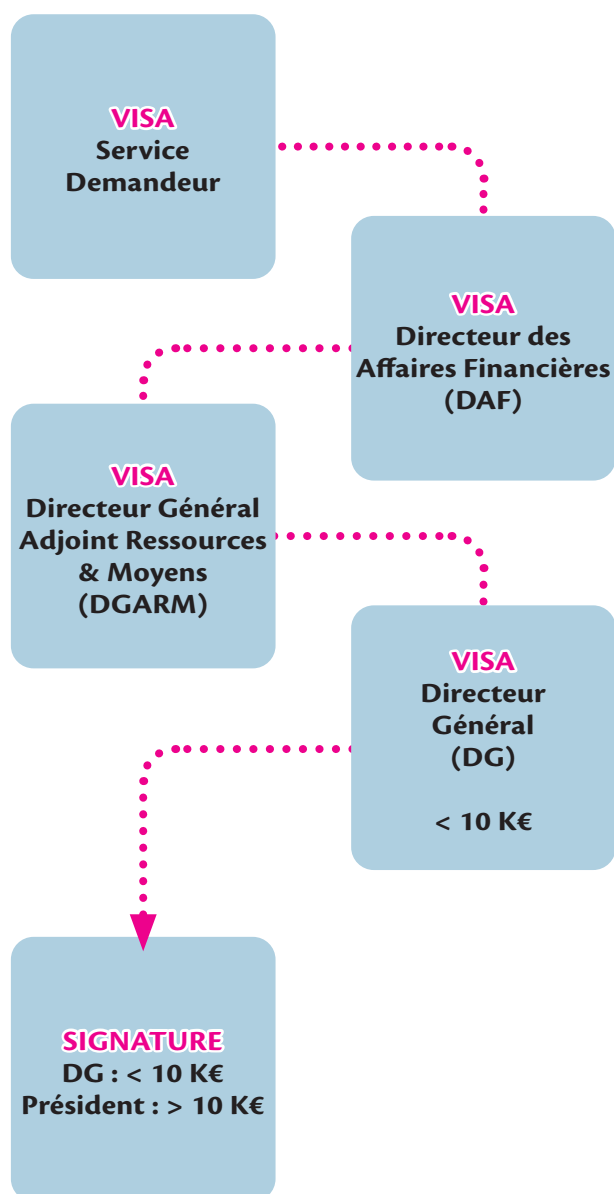 VISA
Service
Demandeur
VISA
Directeur des
Affaires Financières
(DAF)
VISA
Directeur Général
Adjoint Ressources
& Moyens
(DGARM)
VISA
Directeur
Général
(DG)
< 10 K€
SIGNATURE
DG : < 10 K€
Président : > 10 K€